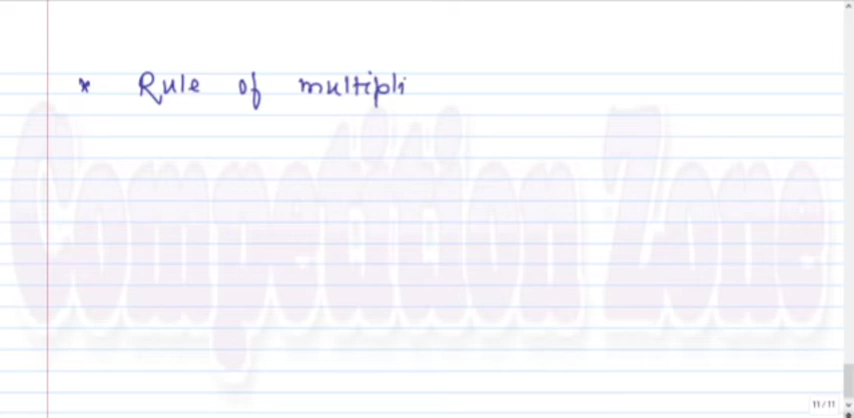 * Rule of multipli
Competition Zone
11/11